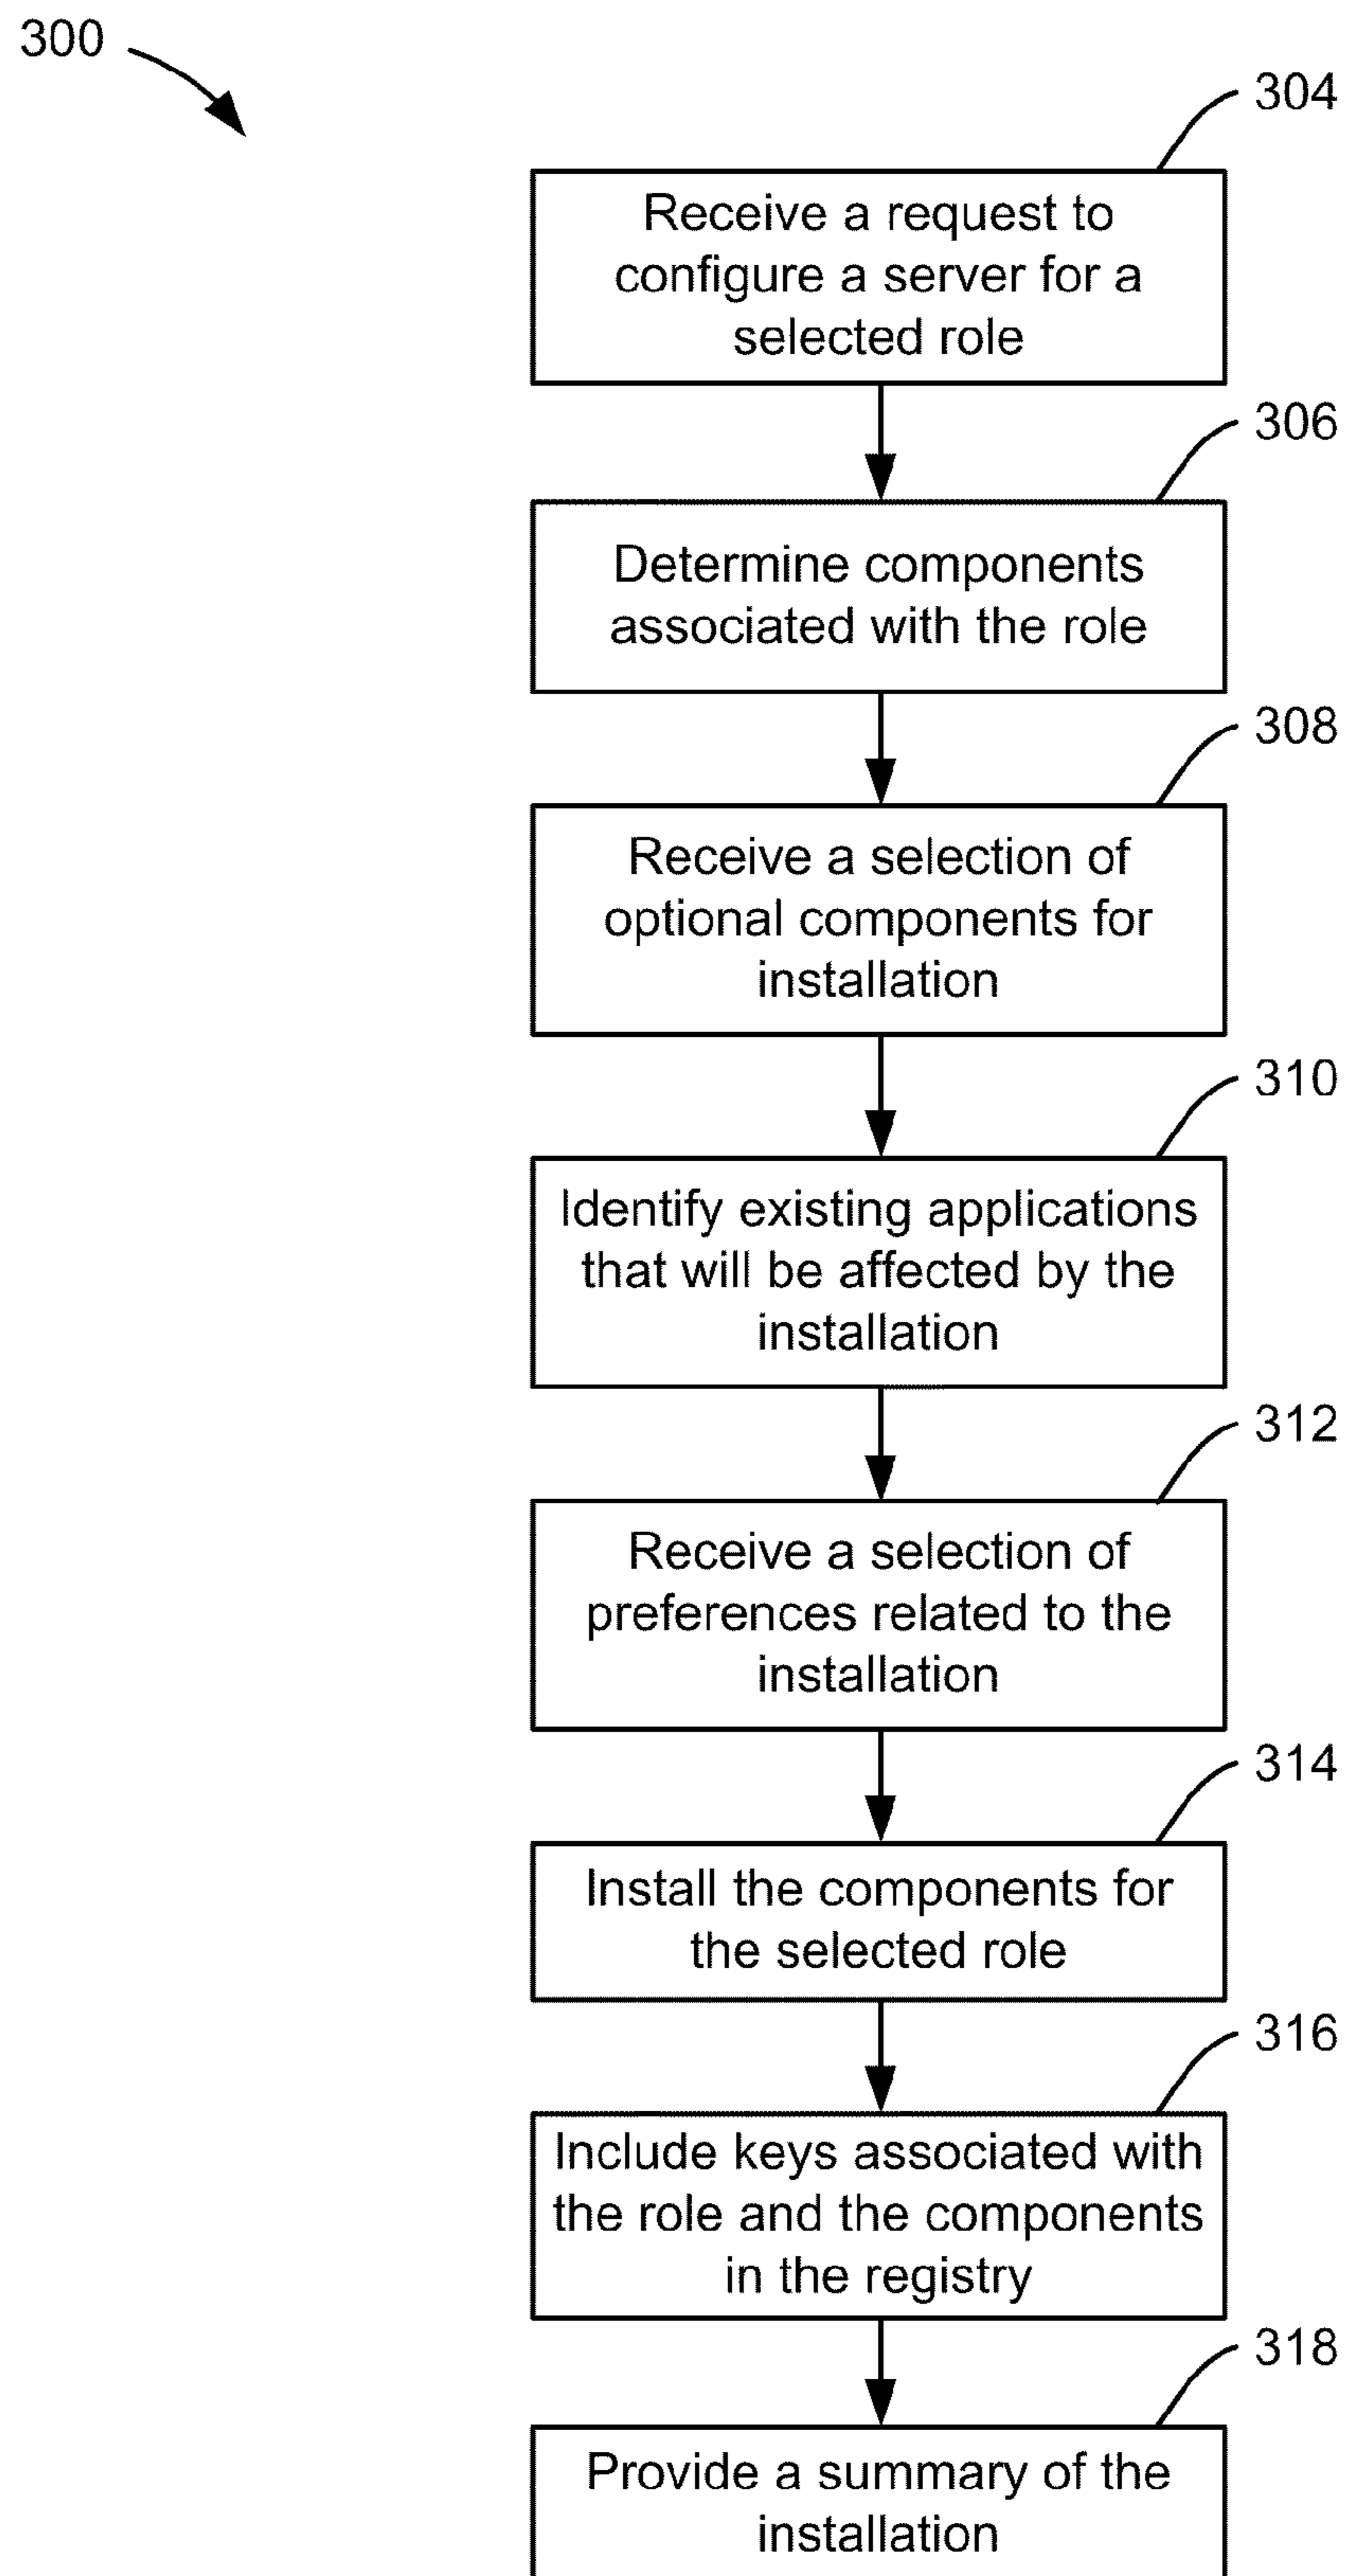 300
304
Receive a request to
configure a server for a
selected role
306
Determine components
associated with the role
308
Receive a selection of
optional components for
installation
310
Identify existing applications
that will be affected by the
installation
312
Receive a selection of
preferences related to the
installation
314
Install the components for
the selected role
316
Include keys associated with
the role and the components
in the registry
318
Provide a summary of the
installation